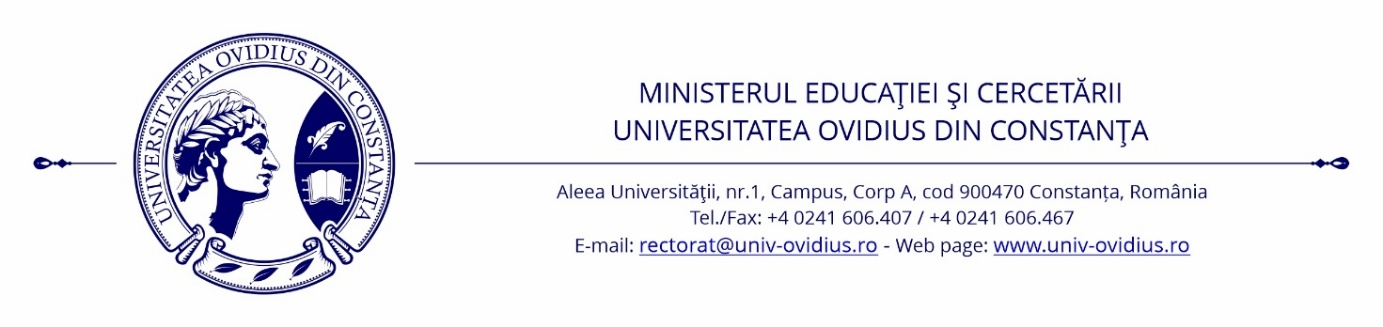 UNIVERSITATEA OVIDIUS DIN CONSTANŢA
MINISTERUL EDUCAŢIEI ŞI CERCETĂRII
UNIVERSITATEA OVIDIUS DIN CONSTANŢA
Aleea Universităţii, nr.1, Campus, Corp A, cod 900470 Constanța, România
Tel./Fax: +4 0241 606.407 / +4 0241 606.467
E-mail: rectorat@univ-ovidius.ro - Web page: www.univ-ovidius.ro